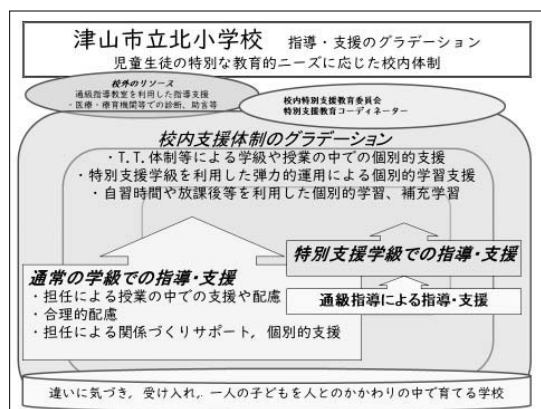 津山市立北小学校 指導・支援のグラデーション
児童生徒の特別な教育的ニーズに応じた校内体制
校外のリソース
通級指導教室を利用した指導支援
・医療・療育機関等での診断、助言等
校内特別支援教育委員会
特別支援教育コーディネーター
校内支援体制のグラデーション
・T.T.体制等による学級や授業の中での個別的支援
・特別支援学級を利用した弾力的運用による個別的学習支援
・自習時間や放課後等を利用した個別的学習、補充学習
特別支援学級での指導・支援
通常の学級での指導・支援
・担任による授業の中での支援や配慮
・合理的配慮
・担任による関係づくりサポート，個別的支援
通級指導による指導・支援
違いに気づき，受け入れ，一人の子どもを人とのかかわりの中で育てる学校